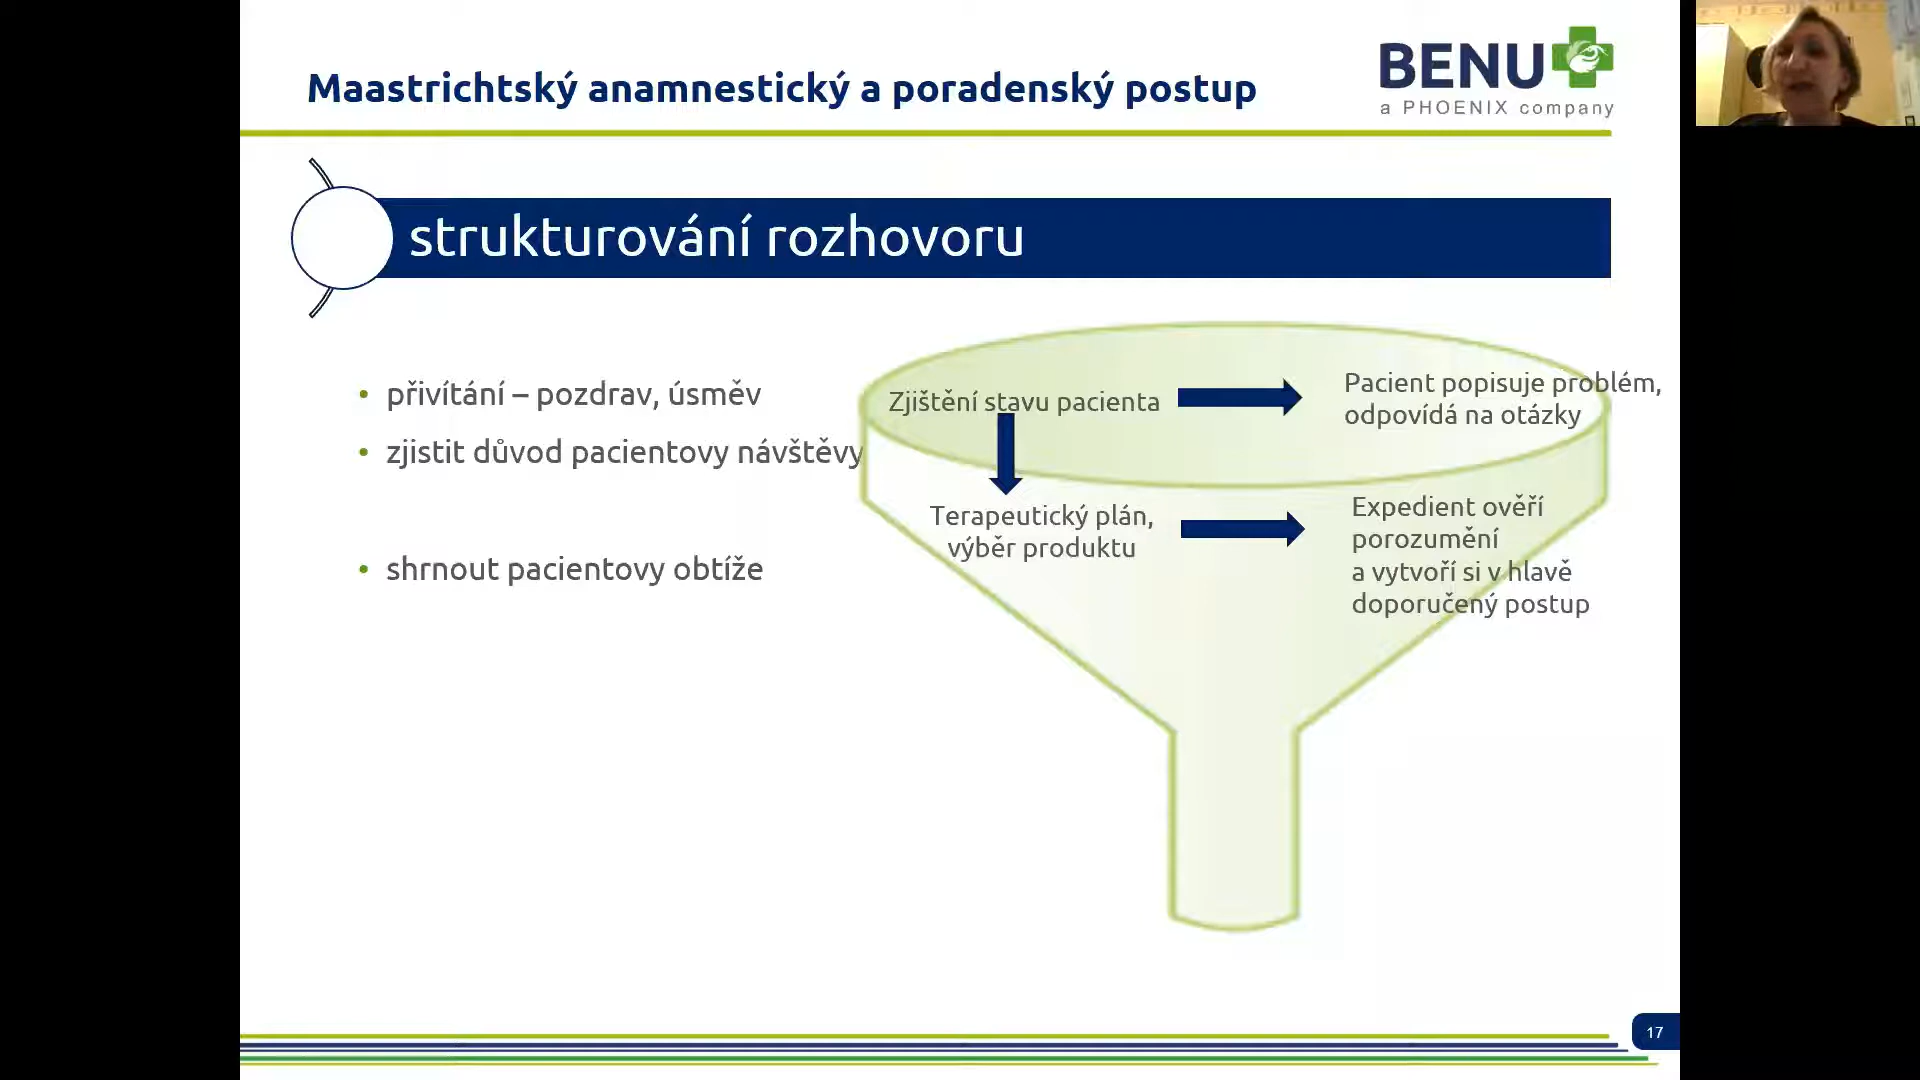 Maastrichtský anamnestický a poradenský postup
BENU
a PHOENIX company
strukturování rozhovoru
• přivítání – pozdrav, úsměv
• zjistit důvod pacientovy návštěvy
• shrnout pacientovy obtíže
Zjištění stavu pacienta
Pacient popisuje problém,
odpovídá na otázky
Terapeutický plán,
výběr produktu
Expedient ověří
porozumění
a vytvoří si v hlavě
doporučený postup
17